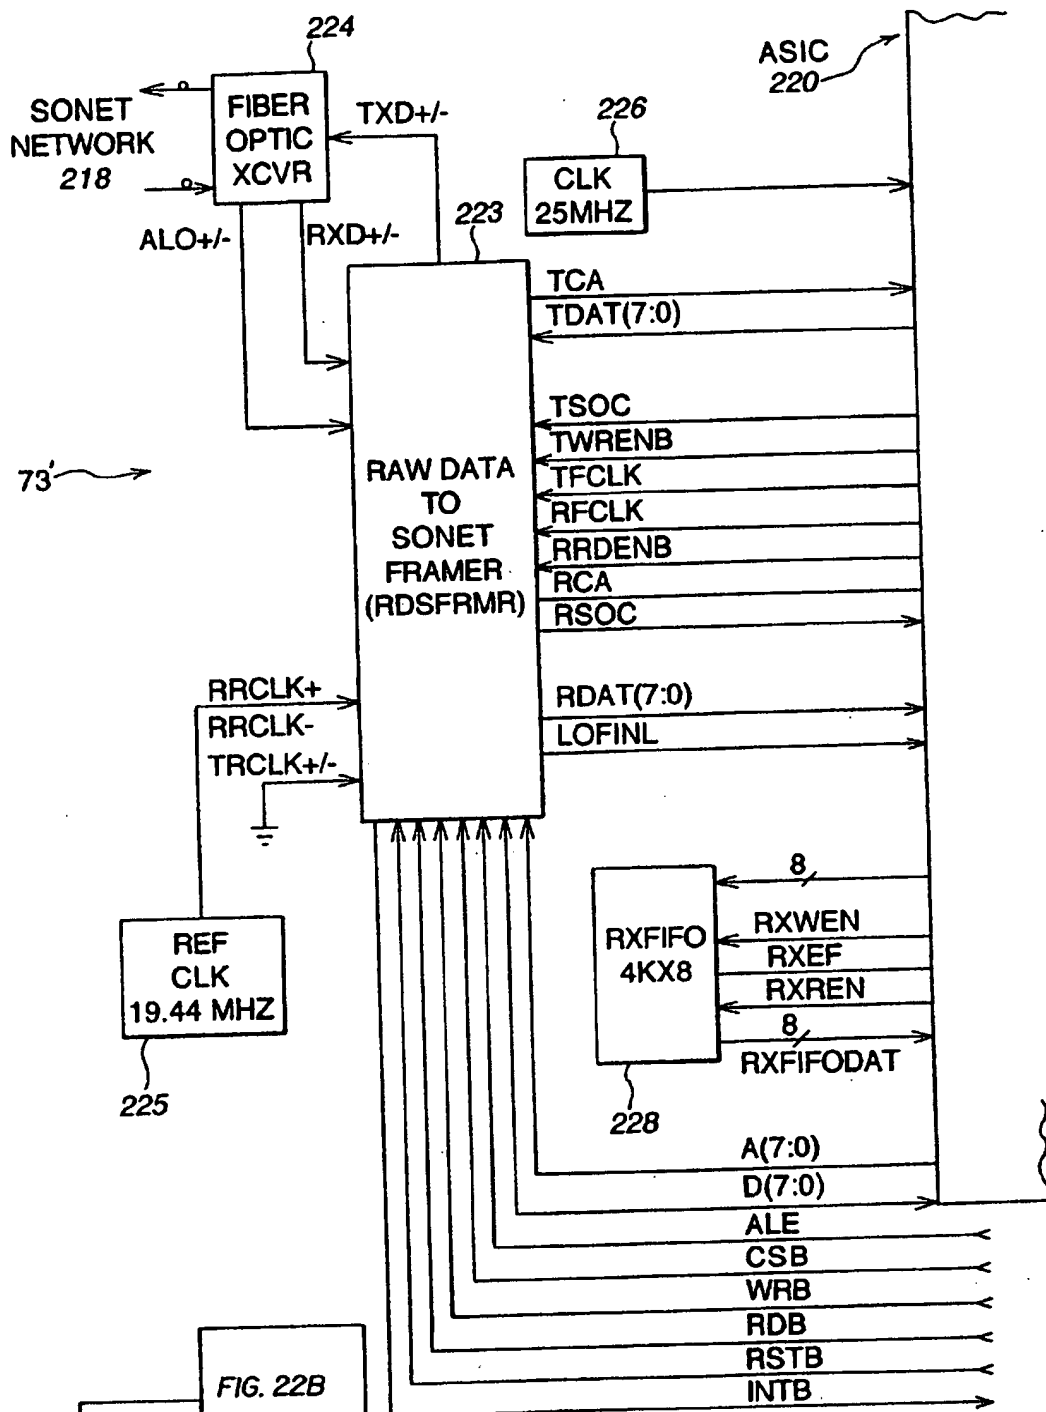 224
ASIC
220
SONET
NETWORK
218
FIBER
OPTIC
XCVR
TXD+/-
226
CLK
25MHZ
ALO+/-
RXD+/-
223
TCA
TDAT(7:0)
TSOC
TWRENB
TFCLK
RFCLK
RRDENB
RCA
RSOC
73'
RAW DATA
TO
SONET
FRAMER
(RDSFRMR)
RRCLK+
RRCLK-
TRCLK+/-
RDAT(7:0)
LOFINL
REF
CLK
19.44 MHZ
225
RXFIFO
4KX8
228
8
RXWEN
RXEF
RXREN
8
RXFIFODAT
A(7:0)
D(7:0)
ALE
CSB
WRB
RDB
RSTB
INTB
FIG. 22B